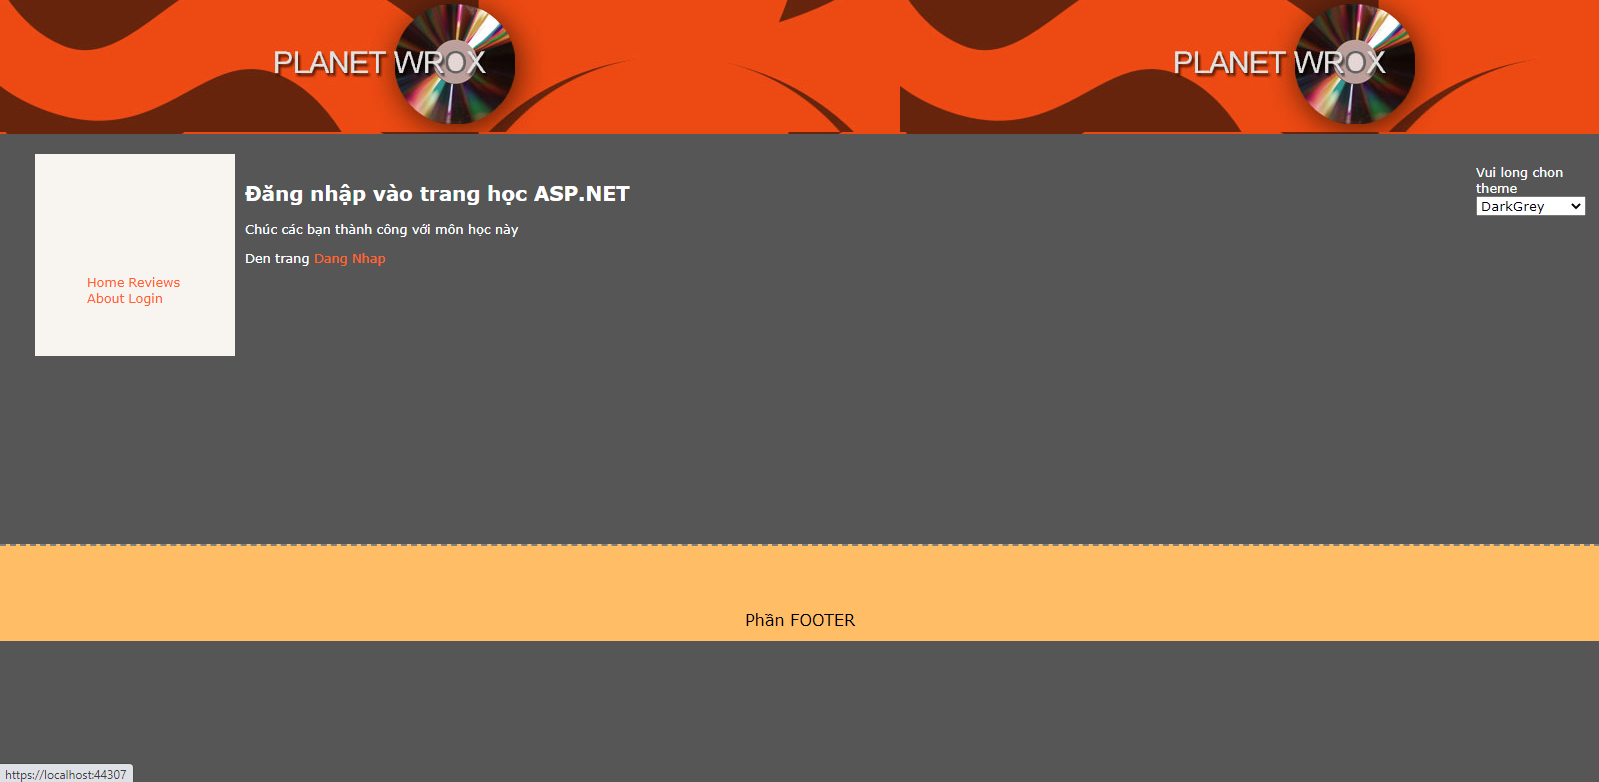 PLANET WROX
PLANET WROX
Home Reviews
About Login
Đăng nhập vào trang học ASP.NET
Chúc các bạn thành công với môn học này
Den trang Dang Nhap
Vui long chon
theme
DarkGrey
Phần FOOTER
https://localhost:44307